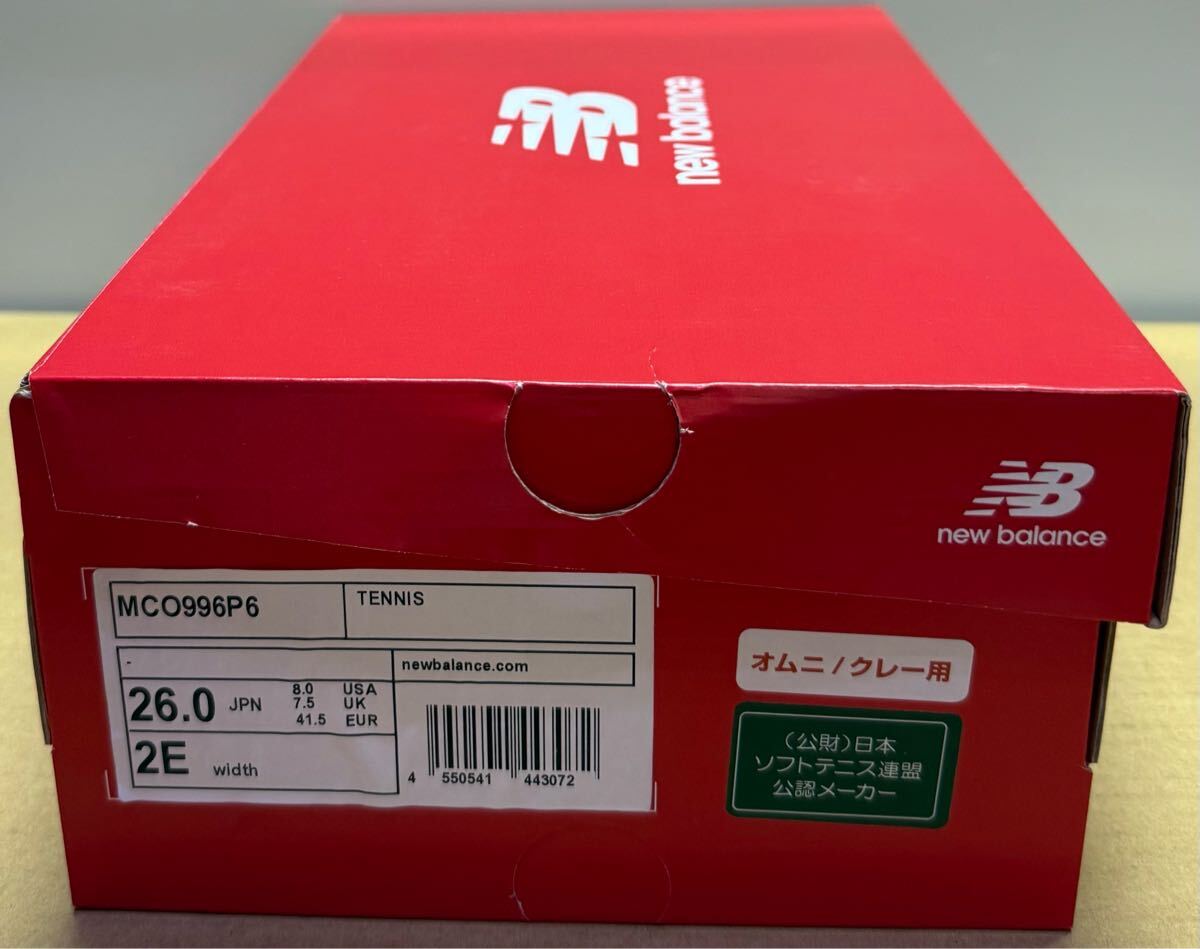 new balance
new balance
MCO996P6
TENNIS
-
newbalance.com
26.0 JPN
8.0 USA
7.5 UK
41.5 EUR
2E width
4 550541 443072
オムニ/クレー用
(公財)日本
ソフトテニス連盟
公認メーカー